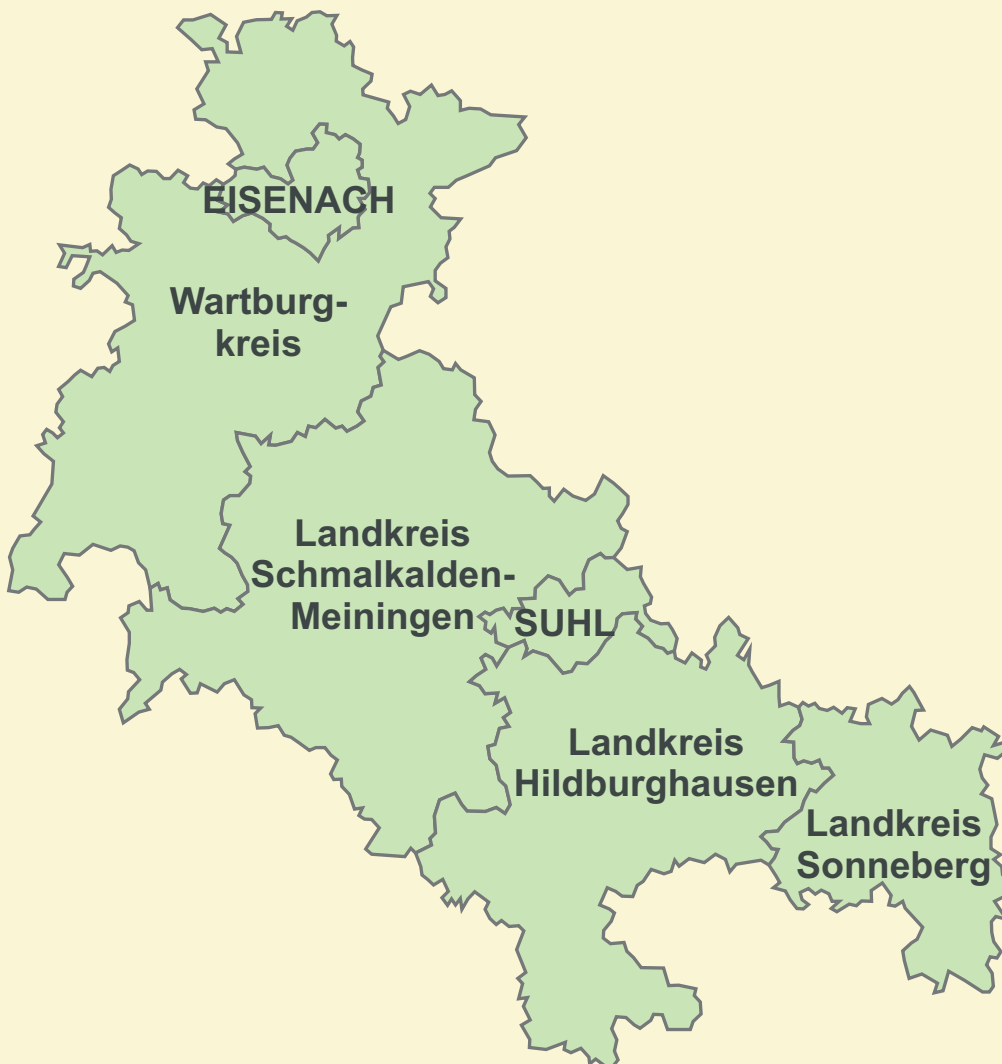 EISENACH
Wartburg-
kreis
Landkreis
Schmalkalden-
Meiningen
SUHL
Landkreis
Hildburghausen
Landkreis
Sonneberg